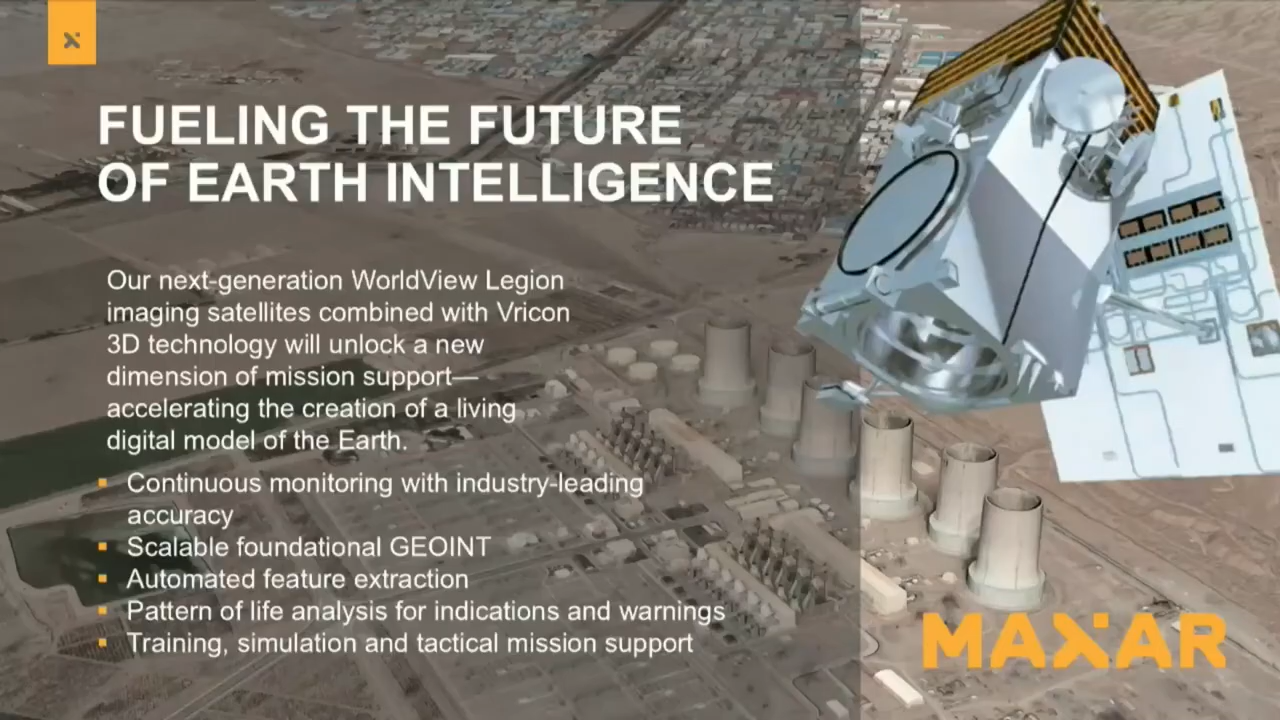 FUELING THE FUTURE
OF EARTH INTELLIGENCE
Our next-generation WorldView Legion
imaging satellites combined with Vricon
3D technology will unlock a new
dimension of mission support—
accelerating the creation of a living
digital model of the Earth.
▪ Continuous monitoring with industry-leading
accuracy
▪ Scalable foundational GEOINT
▪ Automated feature extraction
▪ Pattern of life analysis for indications and warnings
▪ Training, simulation and tactical mission support
MAXAR